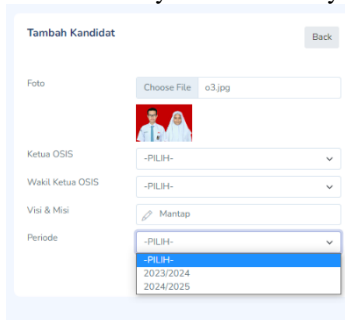 Tambah Kandidat
Back
Foto
Choose File o3.jpg
Ketua OSIS
-PILIH-
Wakil Ketua OSIS
-PILIH-
Visi & Misi
Mantap
Periode
-PILIH-
-PILIH-
2023/2024
2024/2025